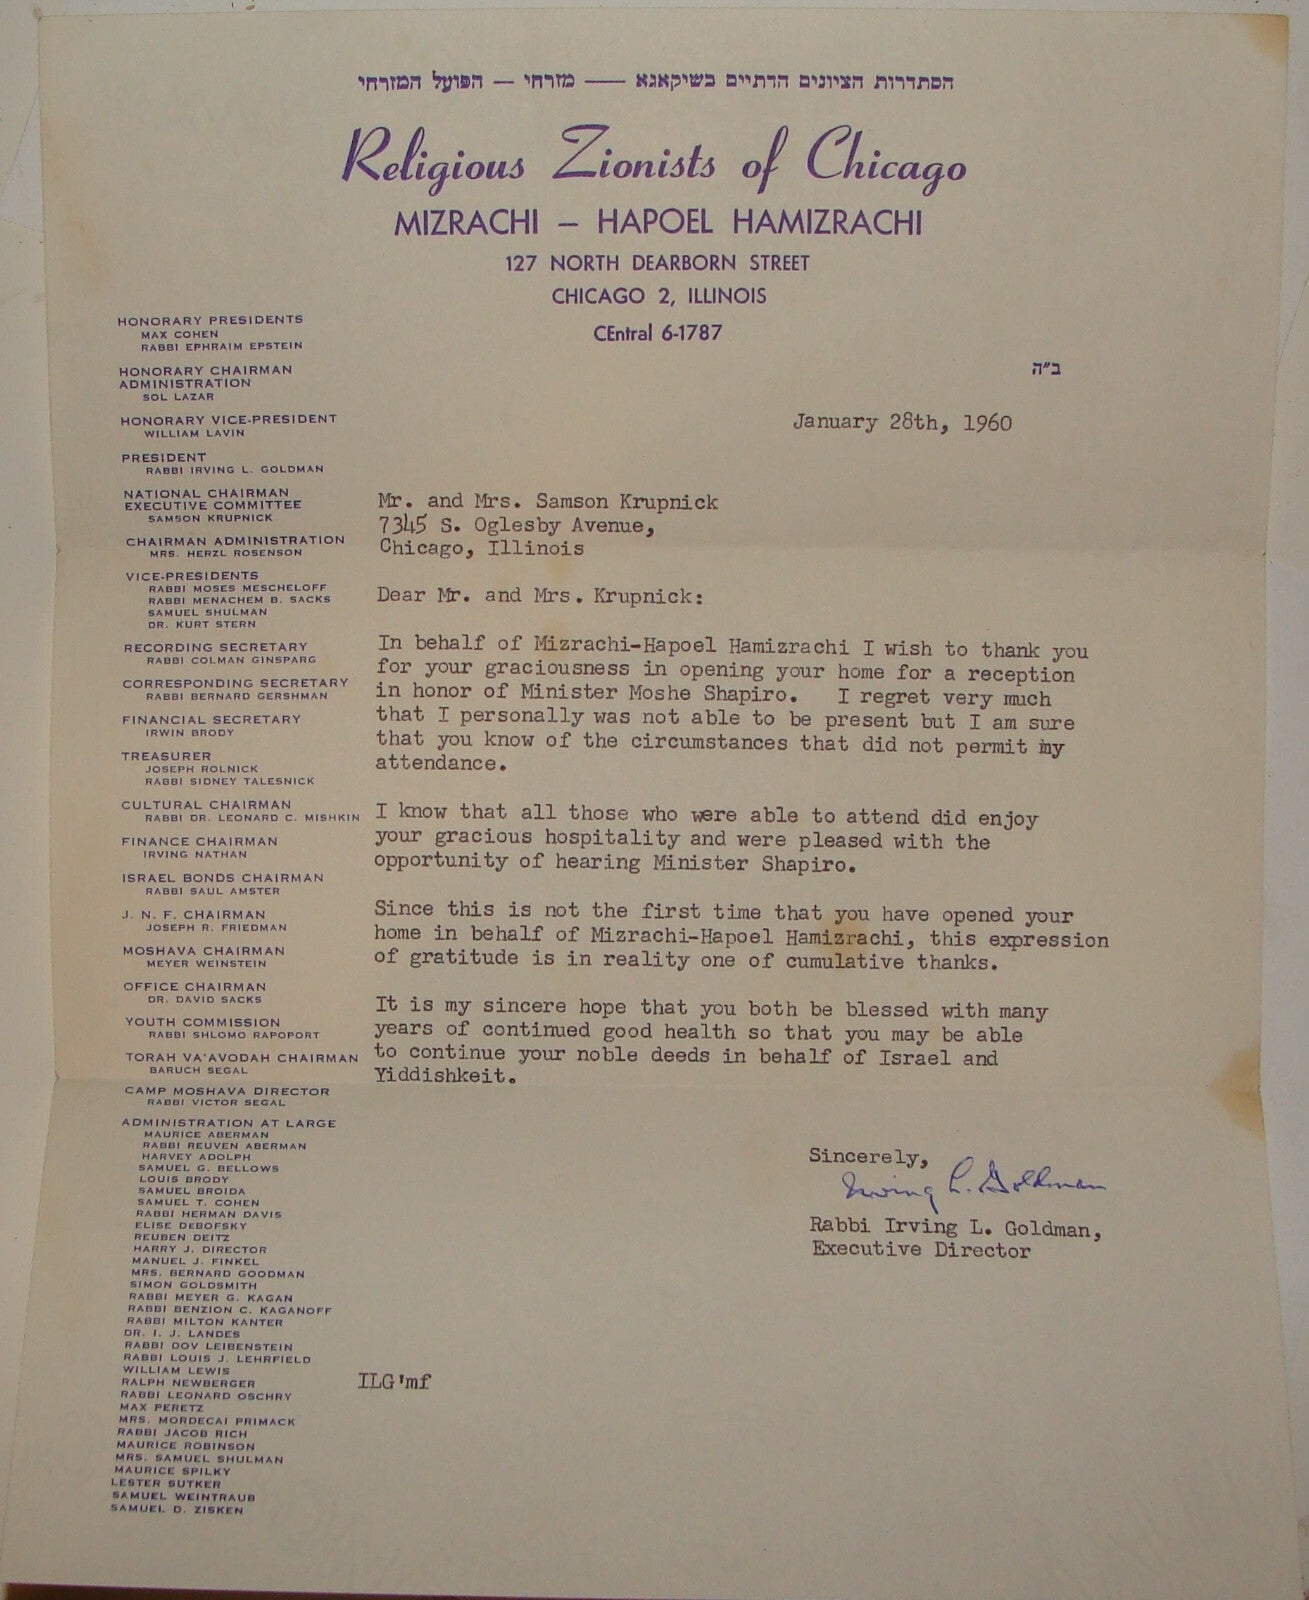 הסתדרות הציונים הדתיים בשיקאגא — מזרחי — הפועל המזרחי
Religious Zionists of Chicago
MIZRACHI – HAPOEL HAMIZRACHI
127 NORTH DEARBORN STREET
CHICAGO 2, ILLINOIS
CEntral 6-1787
ב״ה
HONORARY PRESIDENTS
MAX COHEN
RABBI EPHRAIM EPSTEIN
HONORARY CHAIRMAN
ADMINISTRATION
SOL LAZAR
HONORARY VICE-PRESIDENT
WILLIAM LAVIN
PRESIDENT
RABBI IRVING L. GOLDMAN
NATIONAL CHAIRMAN
EXECUTIVE COMMITTEE
SAMSON KRUPNICK
CHAIRMAN ADMINISTRATION
MRS. HERZL ROSENSON
VICE-PRESIDENTS
RABBI MOSES MESCHELOFF
RABBI MENACHEM B. SACKS
SAMUEL SHULMAN
DR. KURT STERN
RECORDING SECRETARY
RABBI COLMAN GINSPARG
CORRESPONDING SECRETARY
RABBI BERNARD GERSHMAN
FINANCIAL SECRETARY
IRWIN BRODY
TREASURER
JOSEPH ROLNICK
RABBI SIDNEY TALESNICK
CULTURAL CHAIRMAN
RABBI DR. LEONARD C. MISHKIN
FINANCE CHAIRMAN
IRVING NATHAN
ISRAEL BONDS CHAIRMAN
RABBI SAUL AMSTER
J. N. F. CHAIRMAN
JOSEPH R. FRIEDMAN
MOSHAVA CHAIRMAN
MEYER WEINSTEIN
OFFICE CHAIRMAN
DR. DAVID SACKS
YOUTH COMMISSION
RABBI SHLOMO RAPOPORT
TORAH VA'AVODAH CHAIRMAN
BARUCH SEGAL
CAMP MOSHAVA DIRECTOR
RABBI VICTOR SEGAL
ADMINISTRATION AT LARGE
MAURICE ABERMAN
RABBI REUVEN ABERMAN
HARVEY ADOLPH
SAMUEL G. BELLOWS
LOUIS BRODY
SAMUEL BROIDA
SAMUEL T. COHEN
RABBI HERMAN DAVIS
ELISE DEBOFSKY
REUBEN DEITZ
HARRY J. DIRECTOR
MANUEL J. FINKEL
MRS. BERNARD GOODMAN
SIMON GOLDSMITH
RABBI MEYER G. KAGAN
RABBI BENZION C. KAGANOFF
RABBI MILTON KANTER
DR. I. J. LANDES
RABBI DOV LEIBENSTEIN
RABBI LOUIS J. LEHRFIELD
WILLIAM LEWIS
RALPH NEWBERGER
RABBI LEONARD OSCHRY
MAX PERETZ
MRS. MORDECAI PRIMACK
RABBI JACOB RICH
MAURICE ROBINSON
MRS. SAMUEL SHULMAN
MAURICE SPILKY
LESTER SUTKER
SAMUEL WEINTRAUB
SAMUEL D. ZISKEN
January 28th, 1960
Mr. and Mrs. Samson Krupnick
7345 S. Oglesby Avenue,
Chicago, Illinois
Dear Mr. and Mrs. Krupnick:
In behalf of Mizrachi-Hapoel Hamizrachi I wish to thank you
for your graciousness in opening your home for a reception
in honor of Minister Moshe Shapiro. I regret very much
that I personally was not able to be present but I am sure
that you know of the circumstances that did not permit my
attendance.
I know that all those who were able to attend did enjoy
your gracious hospitality and were pleased with the
opportunity of hearing Minister Shapiro.
Since this is not the first time that you have opened your
home in behalf of Mizrachi-Hapoel Hamizrachi, this expression
of gratitude is in reality one of cumulative thanks.
It is my sincere hope that you both be blessed with many
years of continued good health so that you may be able
to continue your noble deeds in behalf of Israel and
Yiddishkeit.
Sincerely,
Irving L. Goldman
Rabbi Irving L. Goldman,
Executive Director
ILG'mf